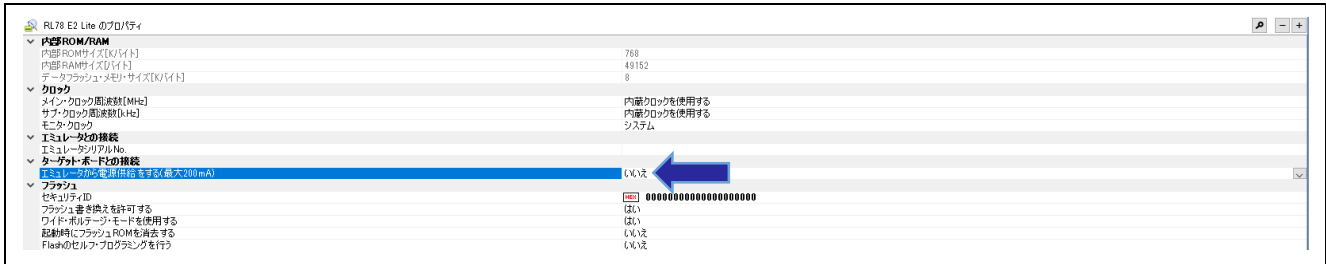 RL78 E2 Lite のプロパティ
内部ROM/RAM
内部ROMサイズ[Kバイト] 768
内部RAMサイズ[バイト] 49152
データフラッシュ・メモリ・サイズ[Kバイト] 8
クロック
メイン・クロック周波数[MHz] 内蔵クロックを使用する
サブ・クロック周波数[kHz] 内蔵クロックを使用する
モニタ・クロック システム
エミュレータとの接続
エミュレータシリアルNo.
ターゲット・ボードとの接続
エミュレータから電源供給をする(最大200mA) いいえ
フラッシュ
セキュリティID HEX 00000000000000000000
フラッシュ書き換えを許可する はい
ワイド・ボルテージ・モードを使用する はい
起動時にフラッシュROMを消去する いいえ
Flashのセルフ・プログラミングを行う いいえ